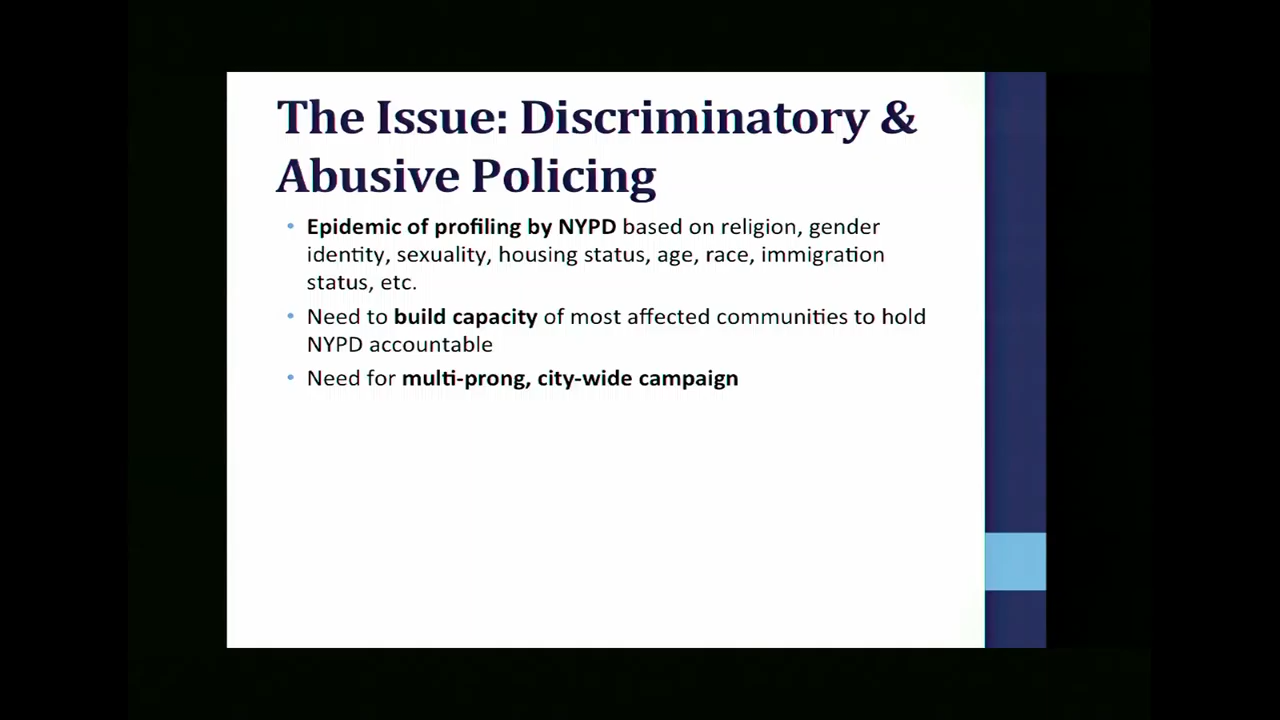 The Issue: Discriminatory &
Abusive Policing
• Epidemic of profiling by NYPD based on religion, gender
identity, sexuality, housing status, age, race, immigration
status, etc.
• Need to build capacity of most affected communities to hold
NYPD accountable
• Need for multi-prong, city-wide campaign